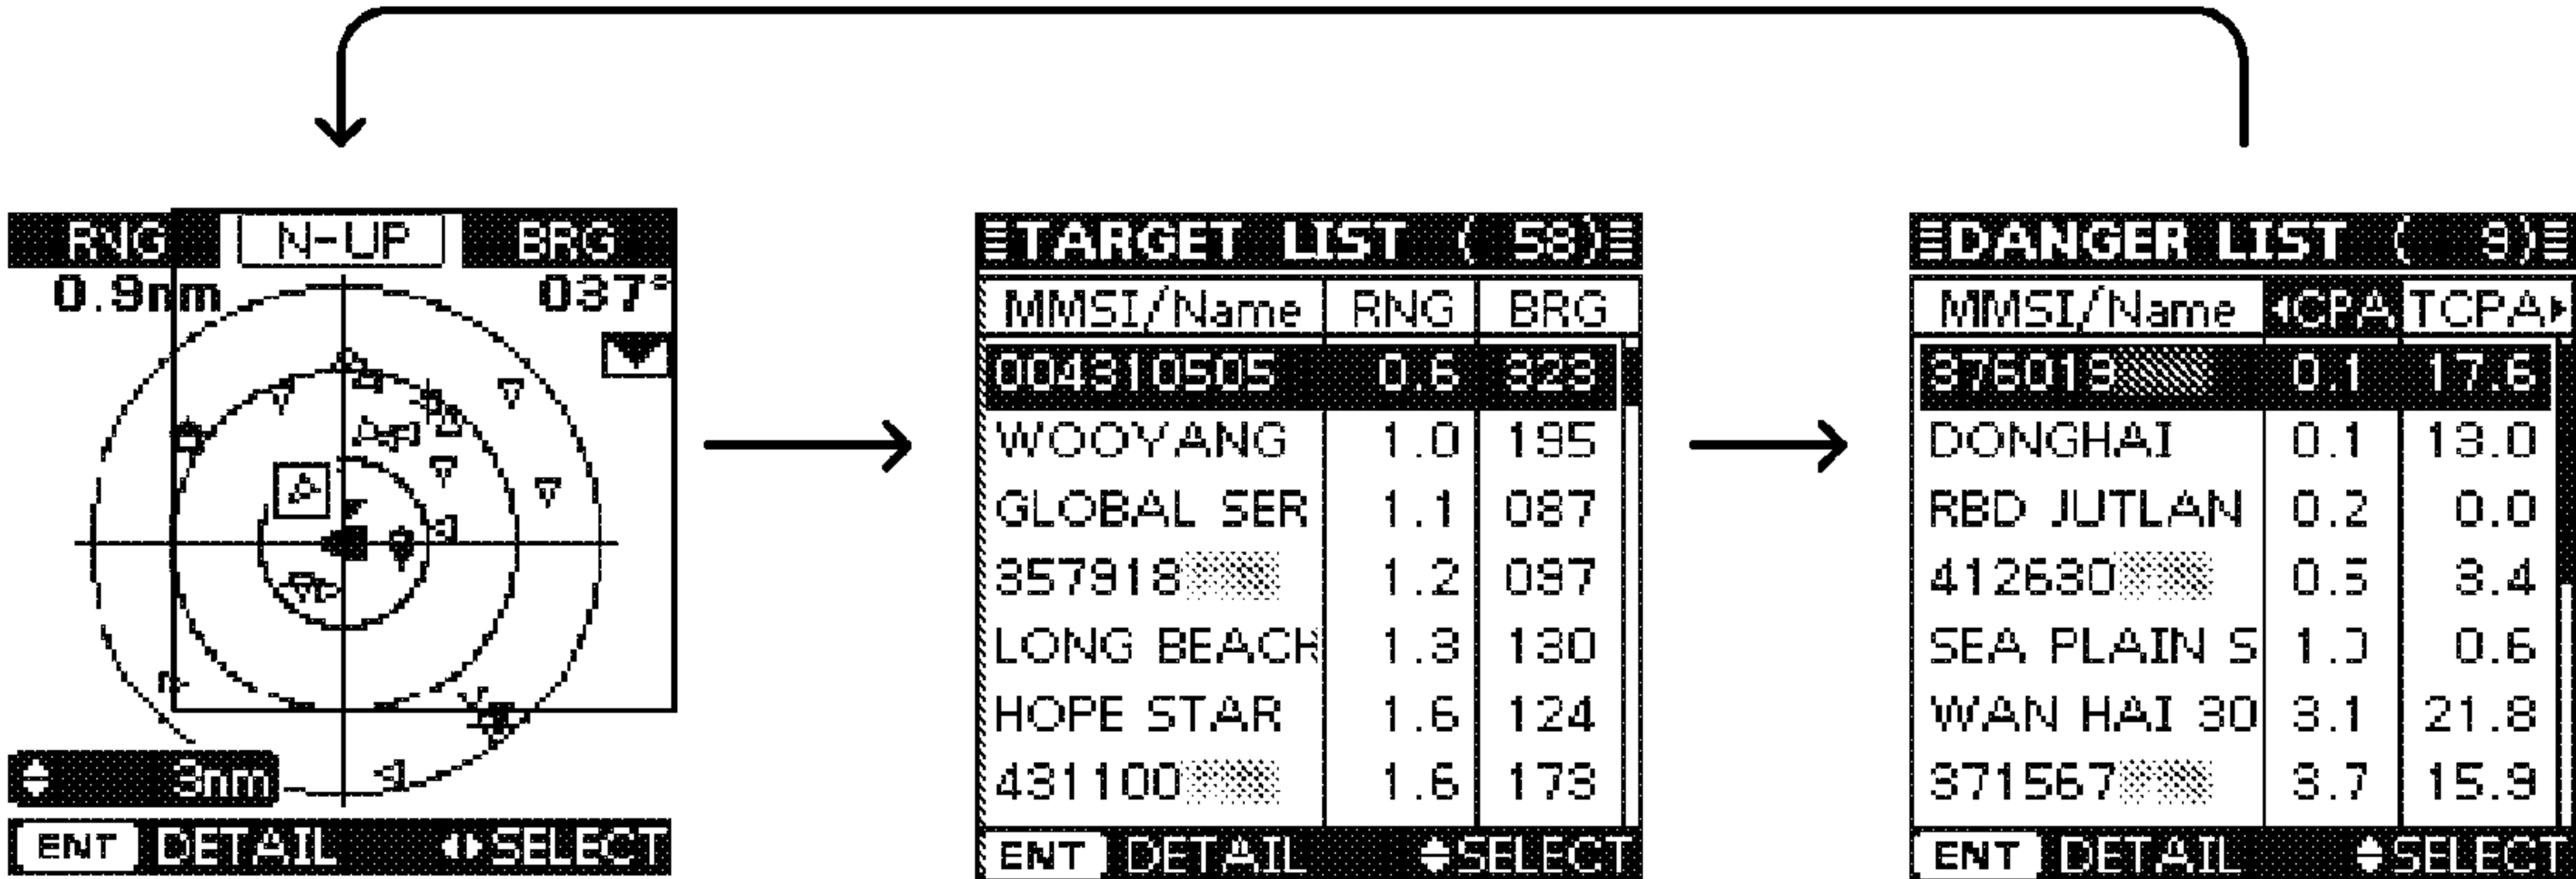 RNG N-UP BRG
0.9nm 037°
3nm
ENT DETAIL SELECT
TARGET LIST ( 58)
MMSI/Name RNG BRG
004310505 0.6 323
WOOYANG 1.0 195
GLOBAL SER 1.1 087
357918 1.2 097
LONG BEACH 1.3 130
HOPE STAR 1.6 124
431100 1.6 173
ENT DETAIL SELECT
DANGER LIST ( 9)
MMSI/Name CPA TCPA
376019 0.1 17.6
DONGHAI 0.1 13.0
RBD JUTLAN 0.2 0.0
412630 0.5 3.4
SEA PLAIN S 1.0 0.6
WAN HAI 30 3.1 21.8
371567 3.7 15.9
ENT DETAIL SELECT